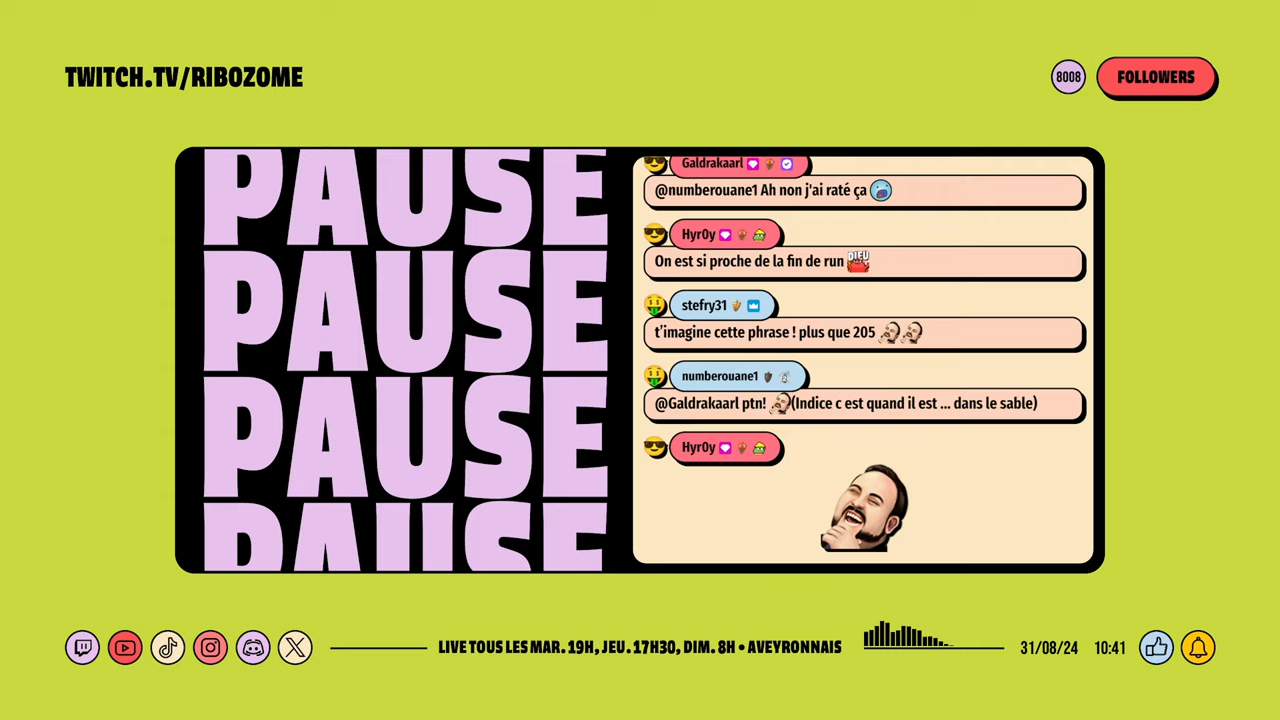 TWITCH.TV/RIBOZOME
8008
FOLLOWERS
PAUSE
PAUSE
PAUSE
PAUSE
Galdrakaarl
@numberouane1 Ah non j'ai raté ça
Hyr0y
On est si proche de la fin de run DIEU
stefry31
t'imagine cette phrase ! plus que 205
numberouane1
@Galdrakaarl ptn! (Indice c est quand il est ... dans le sable)
Hyr0y
LIVE TOUS LES MAR. 19H, JEU. 17H30, DIM. 8H • AVEYRONNAIS
31/08/24
10:41